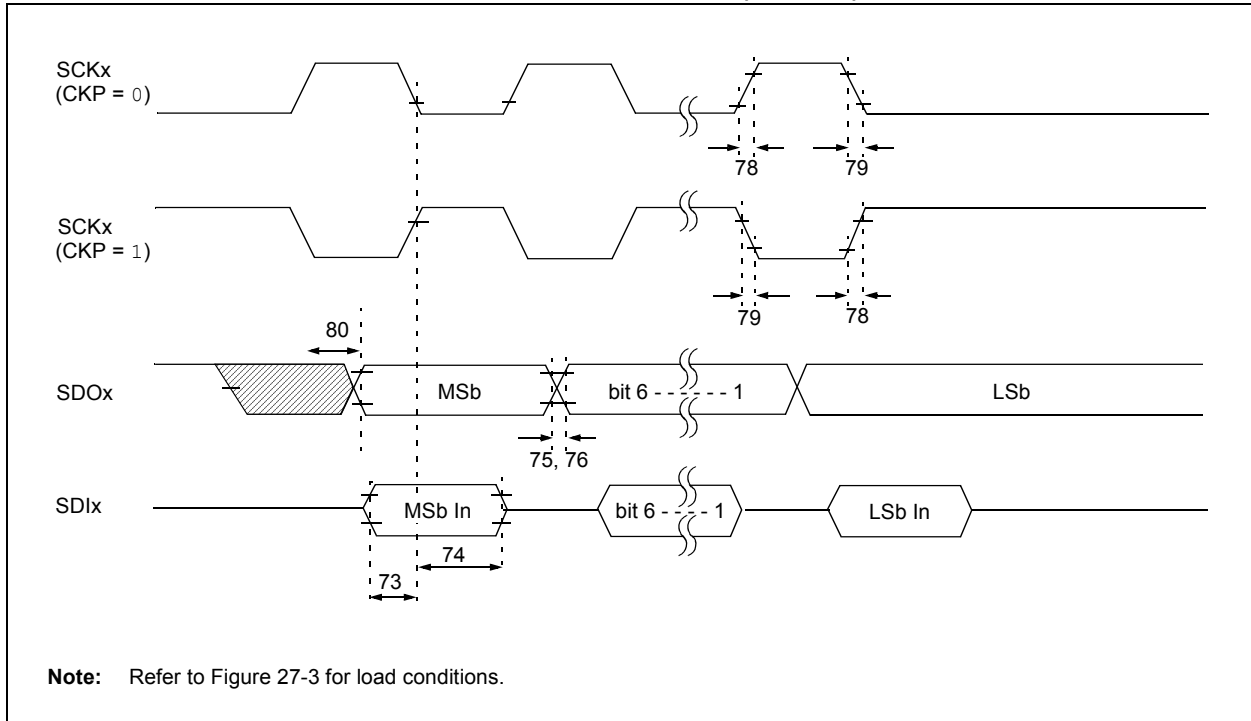 SCKx
(CKP = 0)
78
79
SCKx
(CKP = 1)
79
78
80
SDOx
MSb
bit 6 - - - - - - 1
LSb
75, 76
SDIx
MSb In
bit 6 - - - - - 1
LSb In
74
73
Note: Refer to Figure 27-3 for load conditions.